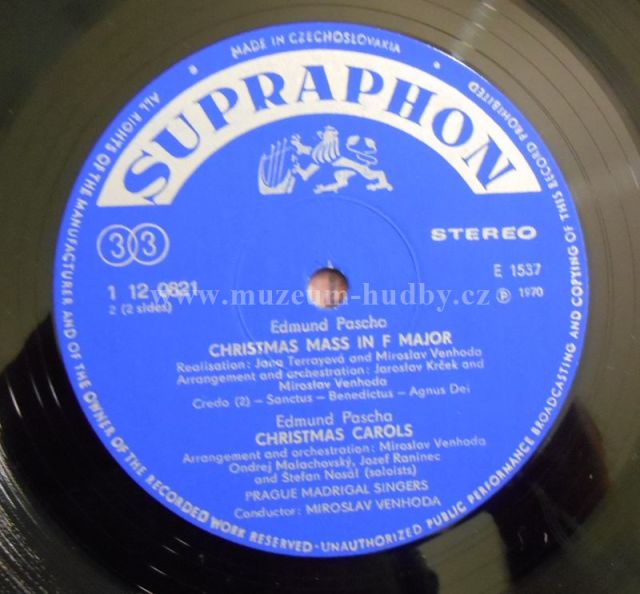 MADE IN CZECHOSLOVAKIA
ALL RIGHTS OF THE MANUFACTURER AND OF THE OWNER OF THE RECORDED WORK RESERVED - UNAUTHORIZED PUBLIC PERFORMANCE BROADCASTING AND COPYING OF THIS RECORD PROHIBITED
SUPRAPHON
33
STEREO
1 12 0821
E 1537
2 (2 sides)
℗ 1970
www.muzeum-hudby.cz
Edmund Pascha
CHRISTMAS MASS IN F MAJOR
Realisation: Jana Terrayová and Miroslav Venhoda
Arrangement and orchestration: Jaroslav Krček and
Miroslav Venhoda
Credo (2) – Sanctus – Benedictus – Agnus Dei
Edmund Pascha
CHRISTMAS CAROLS
Arrangement and orchestration: Miroslav Venhoda
Ondrej Malachovský, Jozef Raninec
and Štefan Nosál (soloists)
PRAGUE MADRIGAL SINGERS
Conductor: MIROSLAV VENHODA